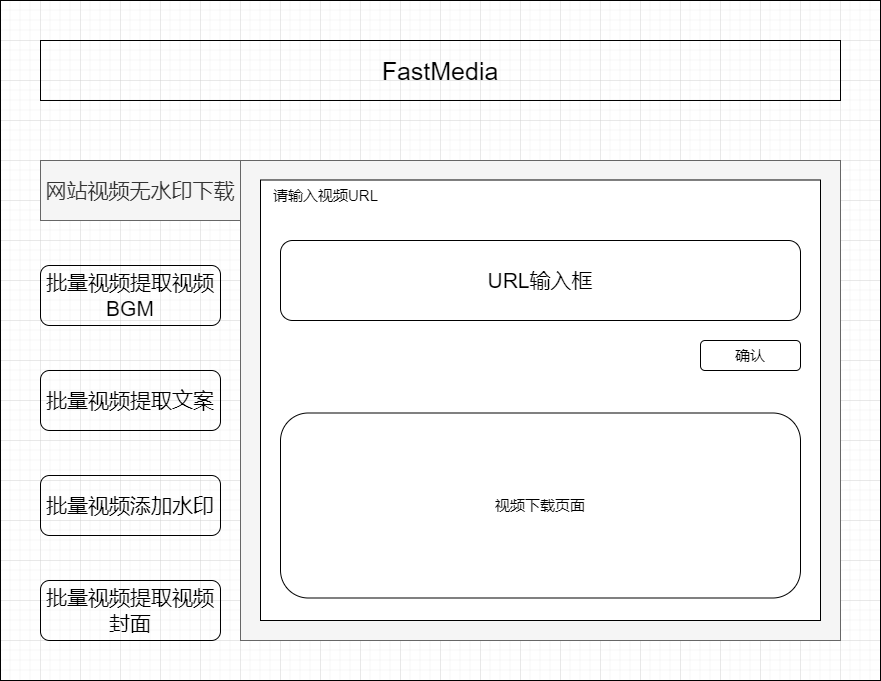 FastMedia
网站视频无水印下载
请输入视频URL
批量视频提取视频
BGM
URL输入框
确认
批量视频提取文案
批量视频添加水印
视频下载页面
批量视频提取视频
封面